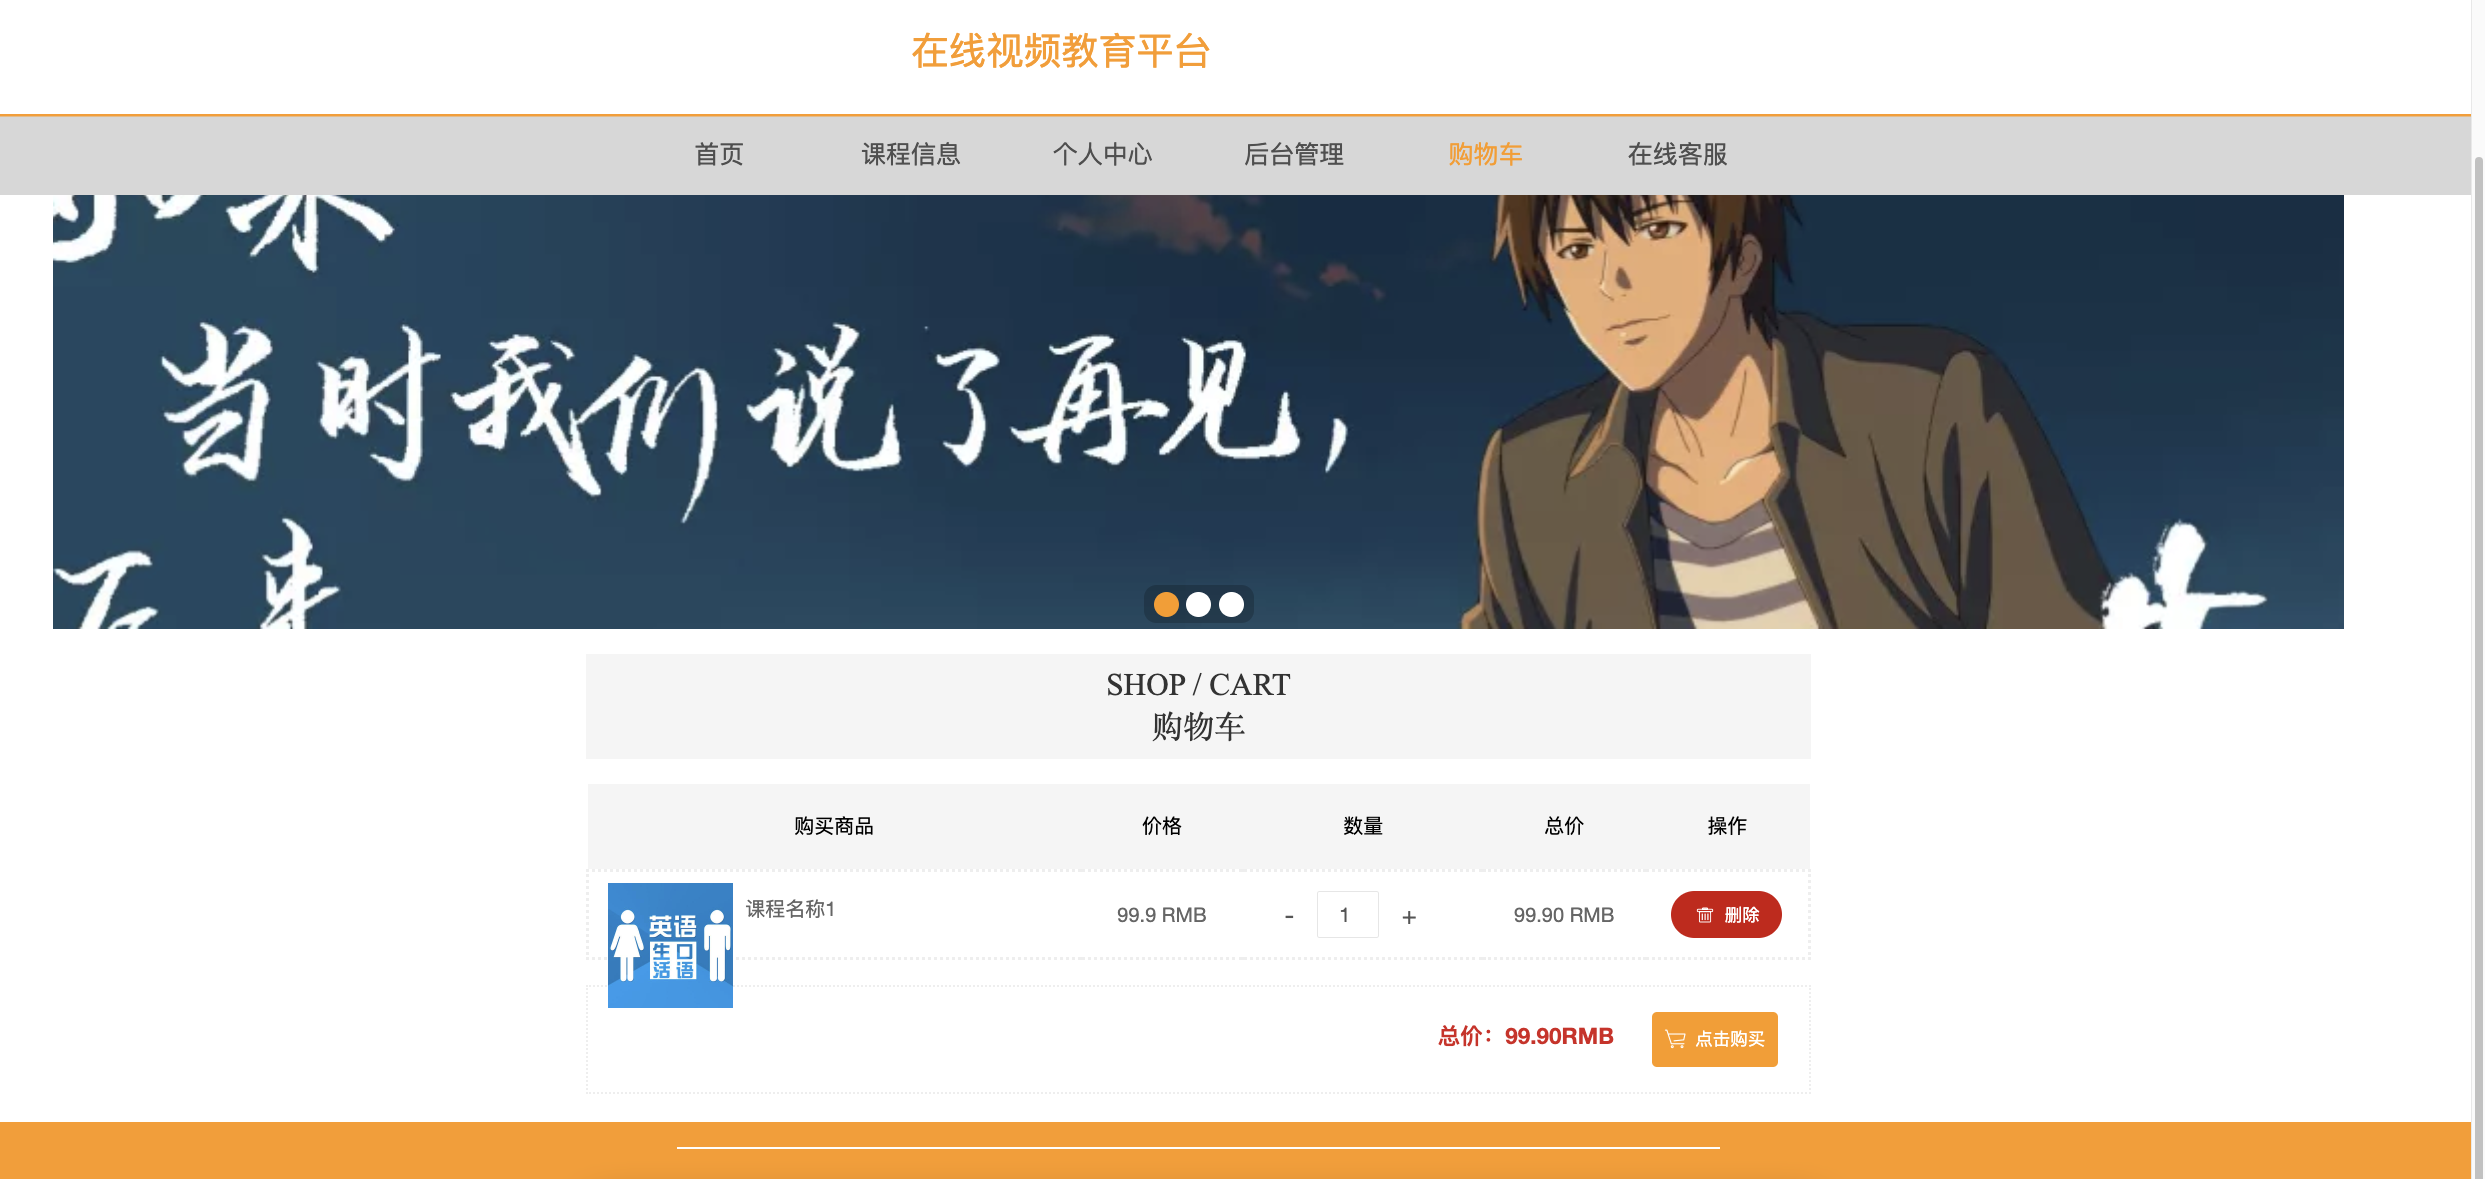 在线视频教育平台
首页 课程信息 个人中心 后台管理 购物车 在线客服
当时我们说了再见，
SHOP / CART
购物车
购买商品 价格 数量 总价 操作
英语
生活口语
课程名称1 99.9 RMB - 1 + 99.90 RMB 删除
总价：99.90RMB 点击购买